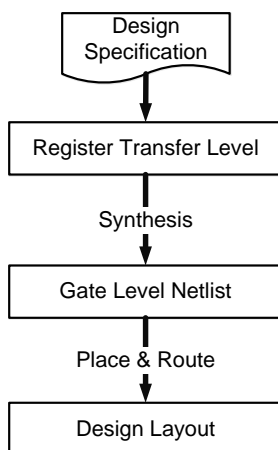 Design
Specification
Register Transfer Level
Synthesis
Gate Level Netlist
Place & Route
Design Layout